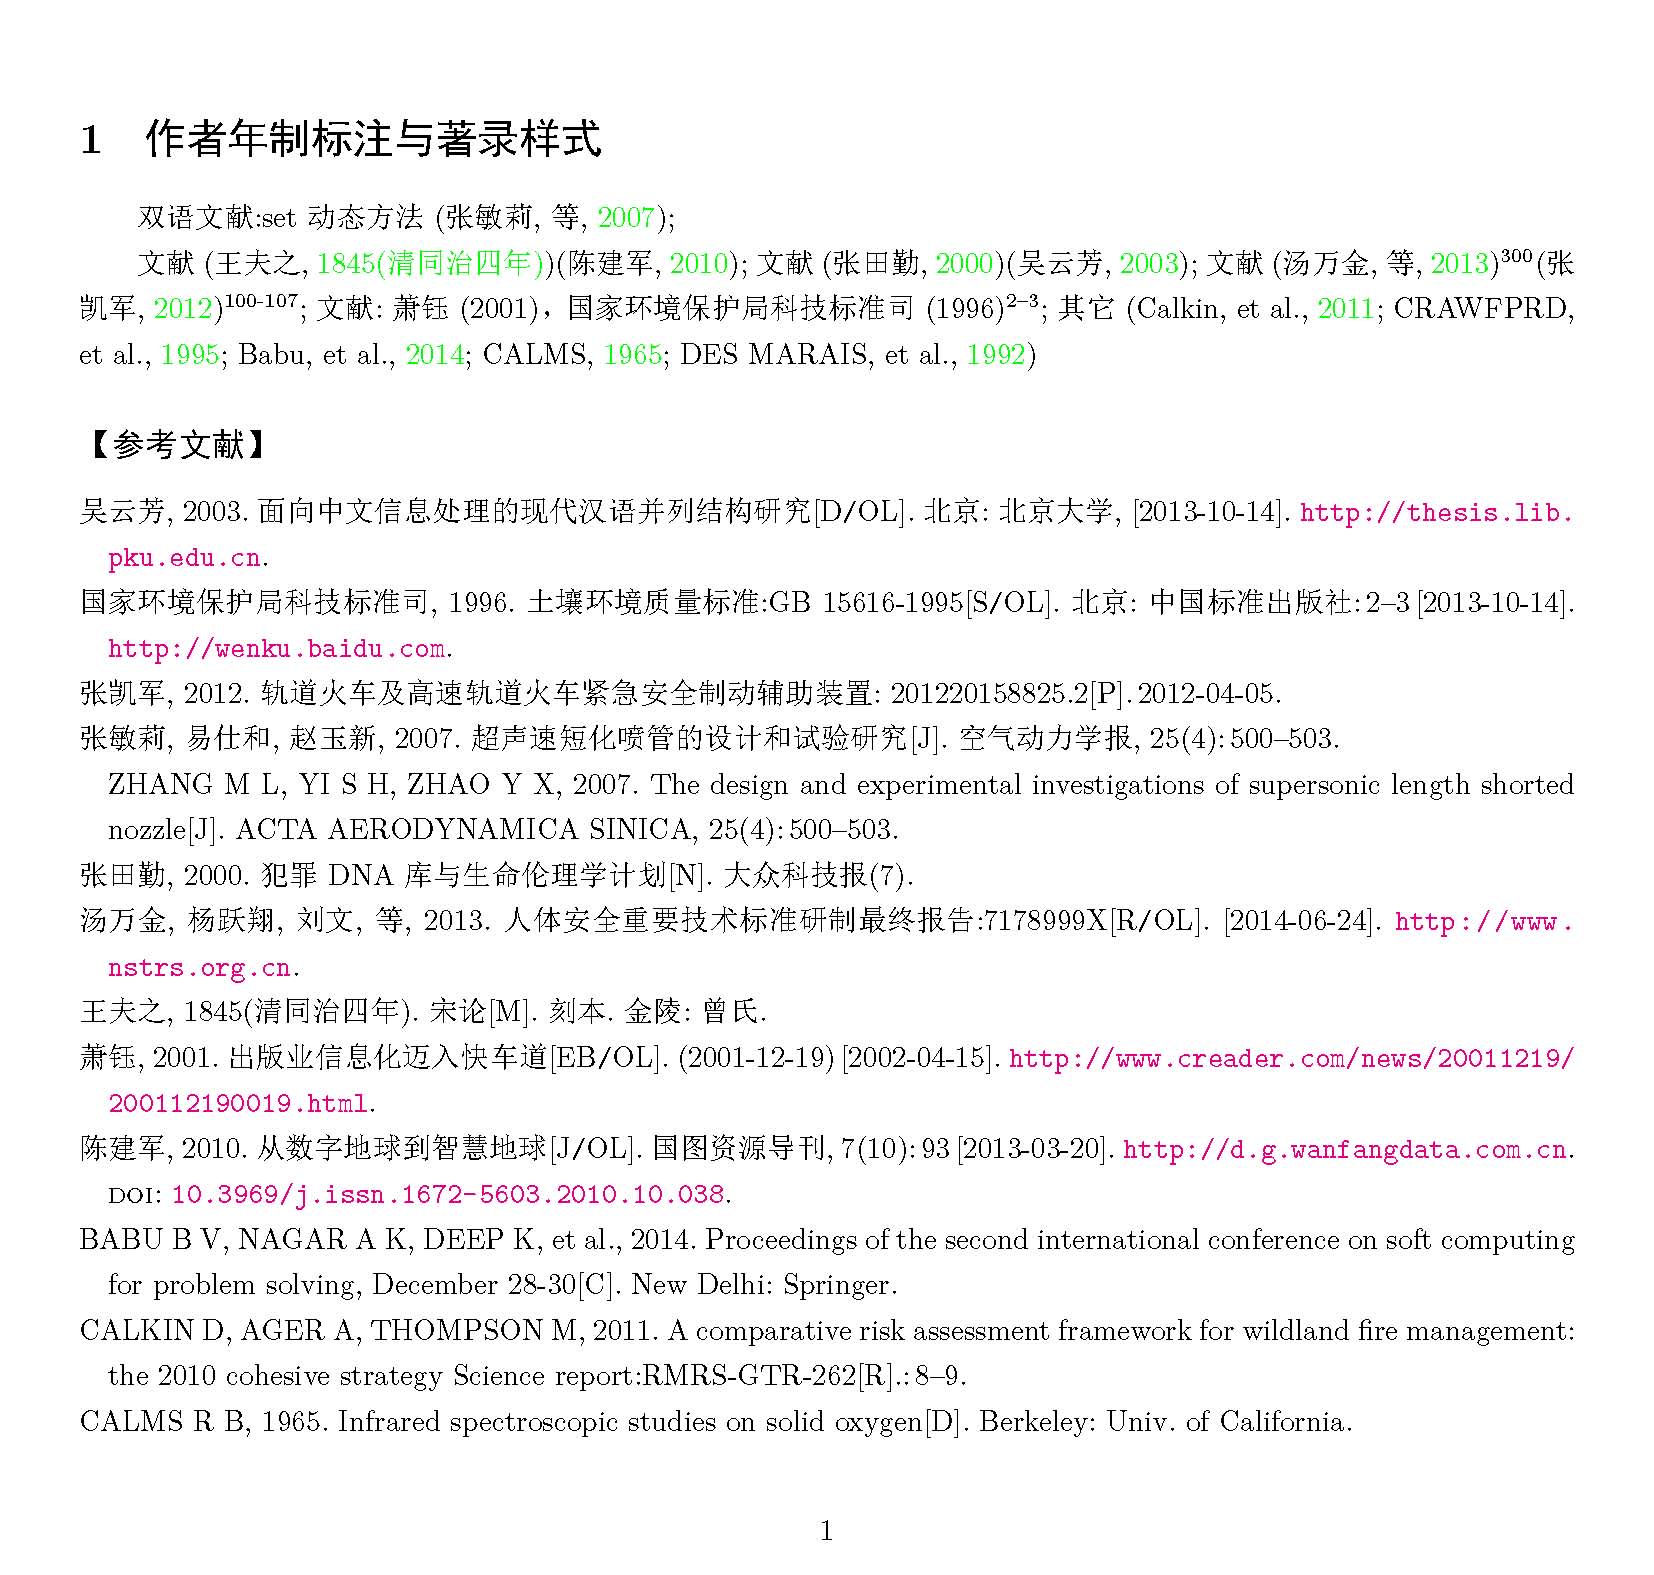 1 作者年制标注与著录样式
双语文献:set 动态方法 (张敏莉, 等, 2007);
文献 (王夫之, 1845(清同治四年))(陈建军, 2010); 文献 (张田勤, 2000)(吴云芳, 2003); 文献 (汤万金, 等, 2013)300(张
凯军, 2012)100-107; 文献: 萧钰 (2001)，国家环境保护局科技标准司 (1996)2–3; 其它 (Calkin, et al., 2011; CRAWFPRD,
et al., 1995; Babu, et al., 2014; CALMS, 1965; DES MARAIS, et al., 1992)
【参考文献】
吴云芳, 2003. 面向中文信息处理的现代汉语并列结构研究[D/OL]. 北京: 北京大学, [2013-10-14]. http://thesis.lib.
pku.edu.cn.
国家环境保护局科技标准司, 1996. 土壤环境质量标准:GB 15616-1995[S/OL]. 北京: 中国标准出版社: 2–3 [2013-10-14].
http://wenku.baidu.com.
张凯军, 2012. 轨道火车及高速轨道火车紧急安全制动辅助装置: 201220158825.2[P]. 2012-04-05.
张敏莉, 易仕和, 赵玉新, 2007. 超声速短化喷管的设计和试验研究[J]. 空气动力学报, 25(4): 500–503.
ZHANG M L, YI S H, ZHAO Y X, 2007. The design and experimental investigations of supersonic length shorted
nozzle[J]. ACTA AERODYNAMICA SINICA, 25(4): 500–503.
张田勤, 2000. 犯罪 DNA 库与生命伦理学计划[N]. 大众科技报(7).
汤万金, 杨跃翔, 刘文, 等, 2013. 人体安全重要技术标准研制最终报告:7178999X[R/OL]. [2014-06-24]. http://www.
nstrs.org.cn.
王夫之, 1845(清同治四年). 宋论[M]. 刻本. 金陵: 曾氏.
萧钰, 2001. 出版业信息化迈入快车道[EB/OL]. (2001-12-19) [2002-04-15]. http://www.creader.com/news/20011219/
200112190019.html.
陈建军, 2010. 从数字地球到智慧地球[J/OL]. 国图资源导刊, 7(10): 93 [2013-03-20]. http://d.g.wanfangdata.com.cn.
DOI: 10.3969/j.issn.1672-5603.2010.10.038.
BABU B V, NAGAR A K, DEEP K, et al., 2014. Proceedings of the second international conference on soft computing
for problem solving, December 28-30[C]. New Delhi: Springer.
CALKIN D, AGER A, THOMPSON M, 2011. A comparative risk assessment framework for wildland fire management:
the 2010 cohesive strategy Science report:RMRS-GTR-262[R].: 8–9.
CALMS R B, 1965. Infrared spectroscopic studies on solid oxygen[D]. Berkeley: Univ. of California.
1